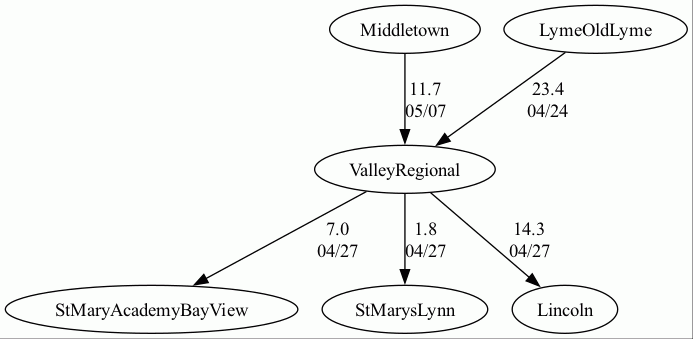 Middletown
LymeOldLyme
11.7
05/07
23.4
04/24
ValleyRegional
7.0
04/27
1.8
04/27
14.3
04/27
StMaryAcademyBayView
StMarysLynn
Lincoln